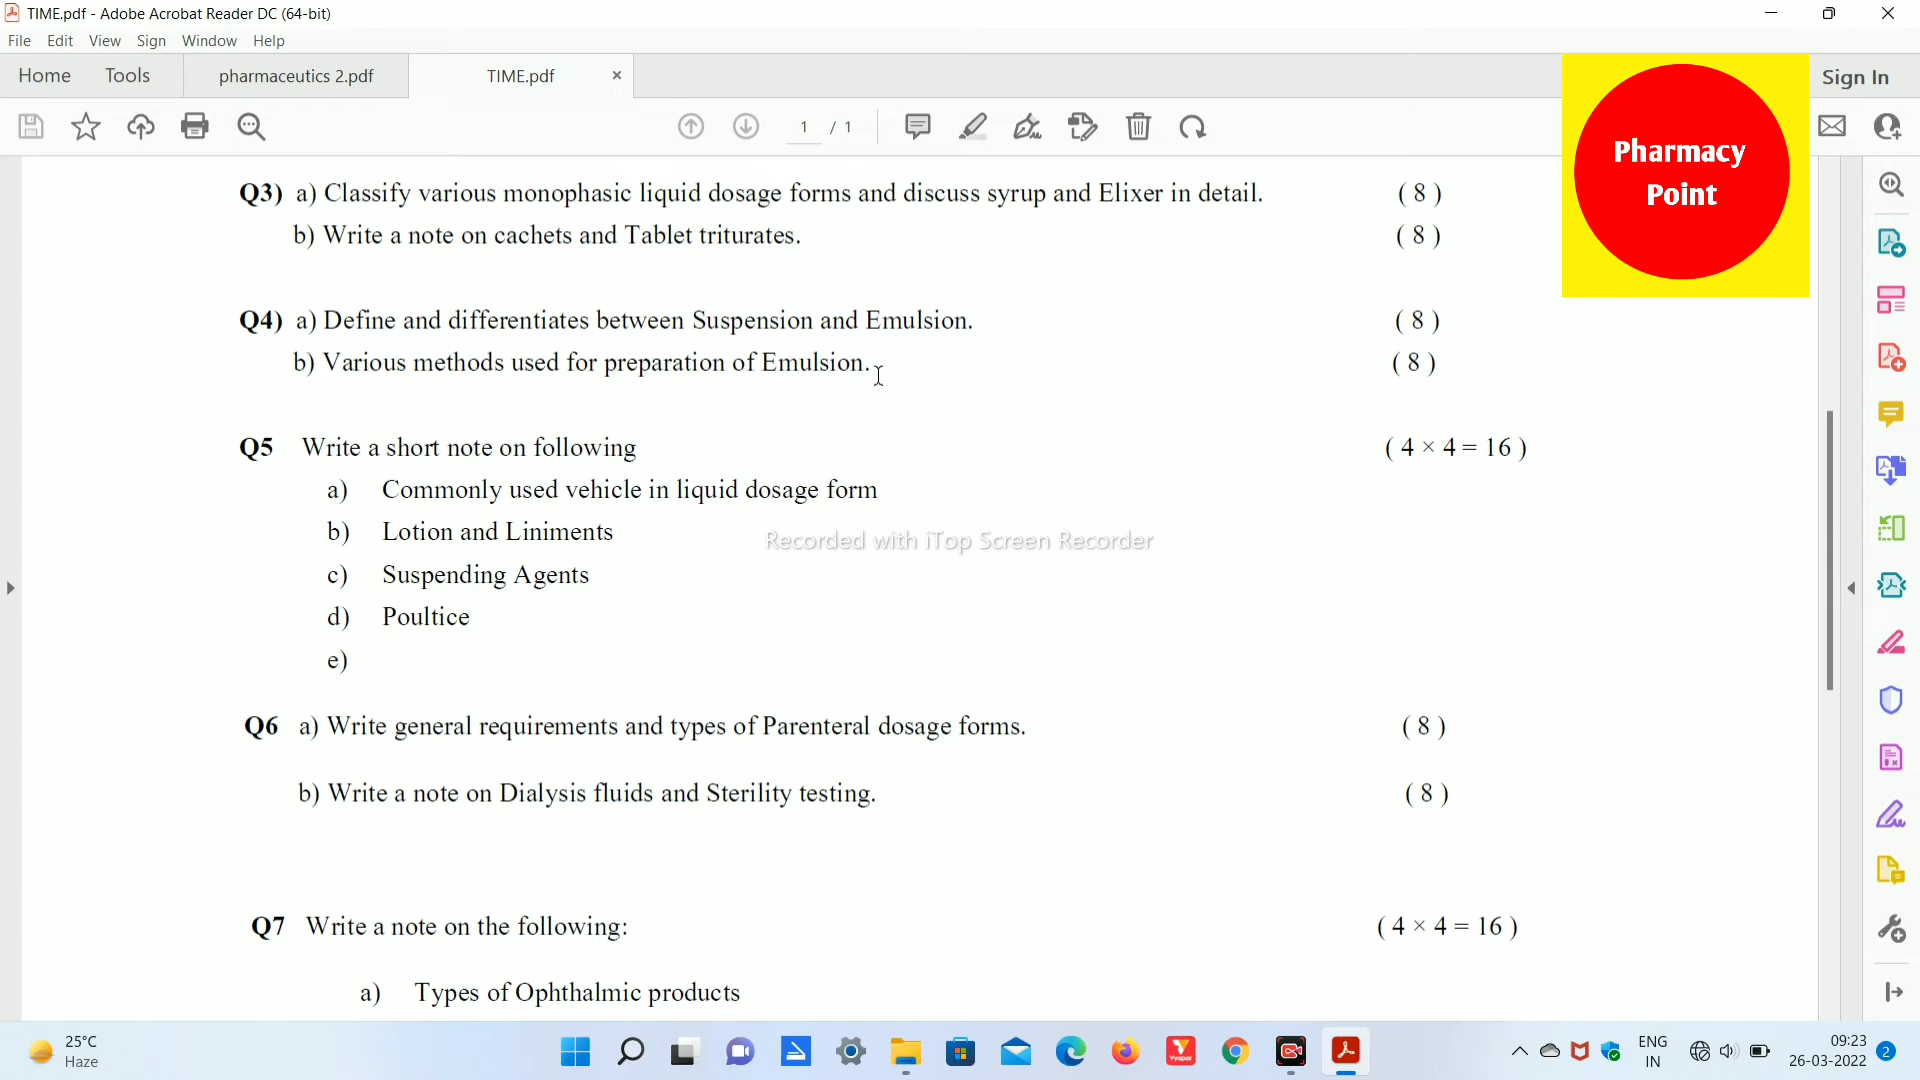 TIME.pdf - Adobe Acrobat Reader DC (64-bit)
File Edit View Sign Window Help
Home Tools pharmaceutics 2.pdf TIME.pdf × Sign In
1 / 1
Pharmacy
Point
Q3) a) Classify various monophasic liquid dosage forms and discuss syrup and Elixer in detail. ( 8 )
b) Write a note on cachets and Tablet triturates. ( 8 )
Q4) a) Define and differentiates between Suspension and Emulsion. ( 8 )
b) Various methods used for preparation of Emulsion. ( 8 )
Q5 Write a short note on following ( 4 × 4 = 16 )
a) Commonly used vehicle in liquid dosage form
b) Lotion and Liniments
Recorded with iTop Screen Recorder
c) Suspending Agents
d) Poultice
e)
Q6 a) Write general requirements and types of Parenteral dosage forms. ( 8 )
b) Write a note on Dialysis fluids and Sterility testing. ( 8 )
Q7 Write a note on the following: ( 4 × 4 = 16 )
a) Types of Ophthalmic products
25°C
Haze
Vyapar
ENG
IN
09:23
26-03-2022
2